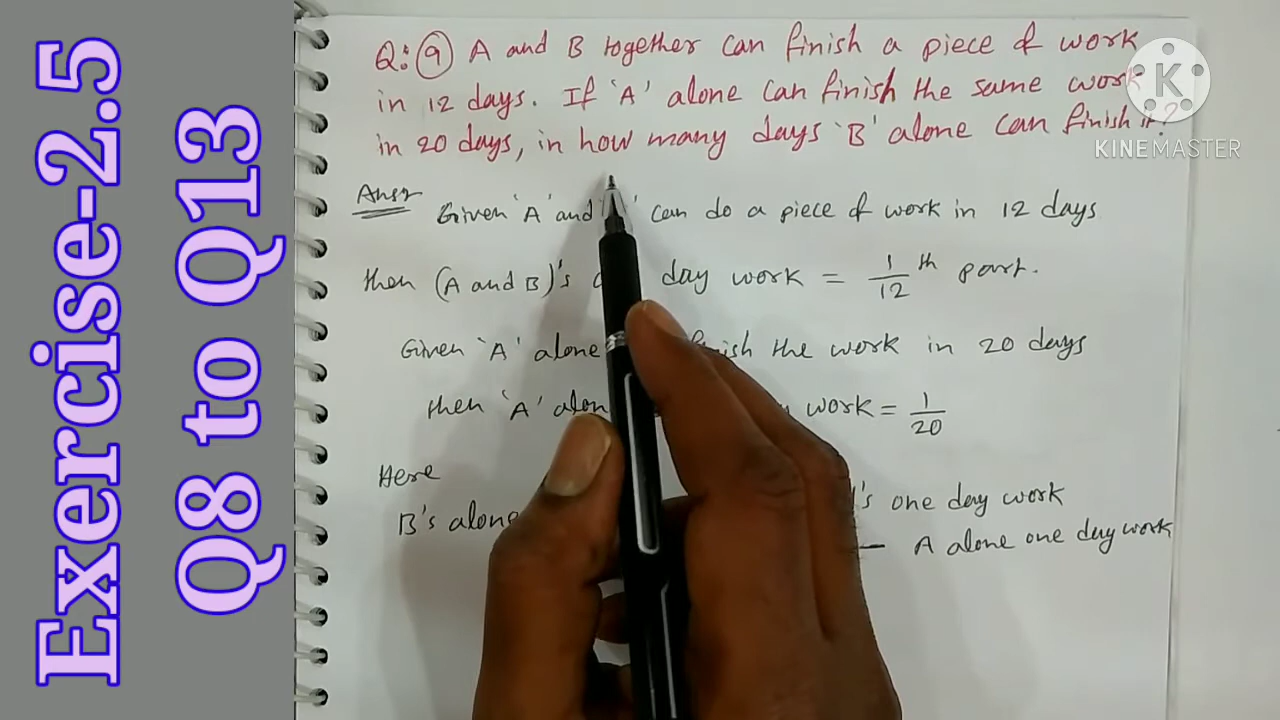 Exercise-2.5
Q8 to Q13
Q:9 A and B together can finish a piece of work
in 12 days. If 'A' alone can finish the same work
in 20 days, in how many days 'B' alone can finish it?
K
KINEMASTER
Answ
Given 'A' and can do a piece of work in 12 days
then (A and B)'s day work = 1/12 th part.
Given 'A' alone the work in 20 days
then 'A' work = 1/20
Here
B's alone 's one day work
— A alone one day work